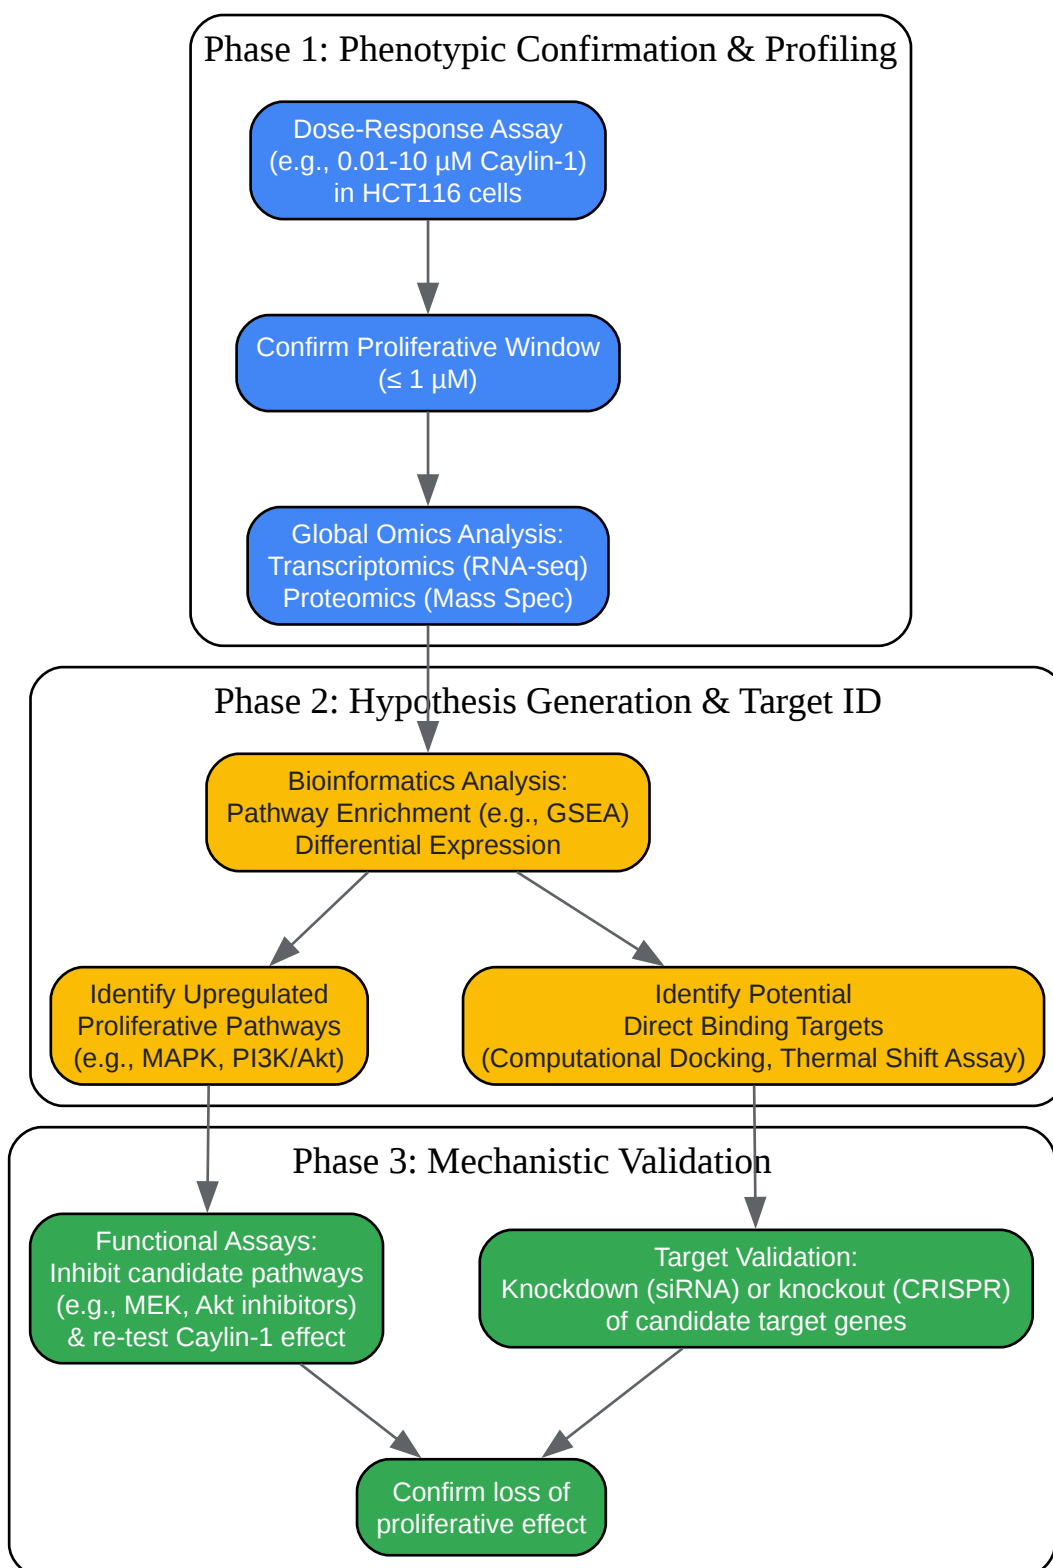 Phase 1: Phenotypic Confirmation & Profiling
Dose-Response Assay
(e.g., 0.01-10 µM Caylin-1)
in HCT116 cells
Confirm Proliferative Window
(≤ 1 µM)
Global Omics Analysis:
Transcriptomics (RNA-seq)
Proteomics (Mass Spec)
Phase 2: Hypothesis Generation & Target ID
Bioinformatics Analysis:
Pathway Enrichment (e.g., GSEA)
Differential Expression
Identify Upregulated
Proliferative Pathways
(e.g., MAPK, PI3K/Akt)
Identify Potential
Direct Binding Targets
(Computational Docking, Thermal Shift Assay)
Phase 3: Mechanistic Validation
Functional Assays:
Inhibit candidate pathways
(e.g., MEK, Akt inhibitors)
& re-test Caylin-1 effect
Target Validation:
Knockdown (siRNA) or knockout (CRISPR)
of candidate target genes
Confirm loss of
proliferative effect